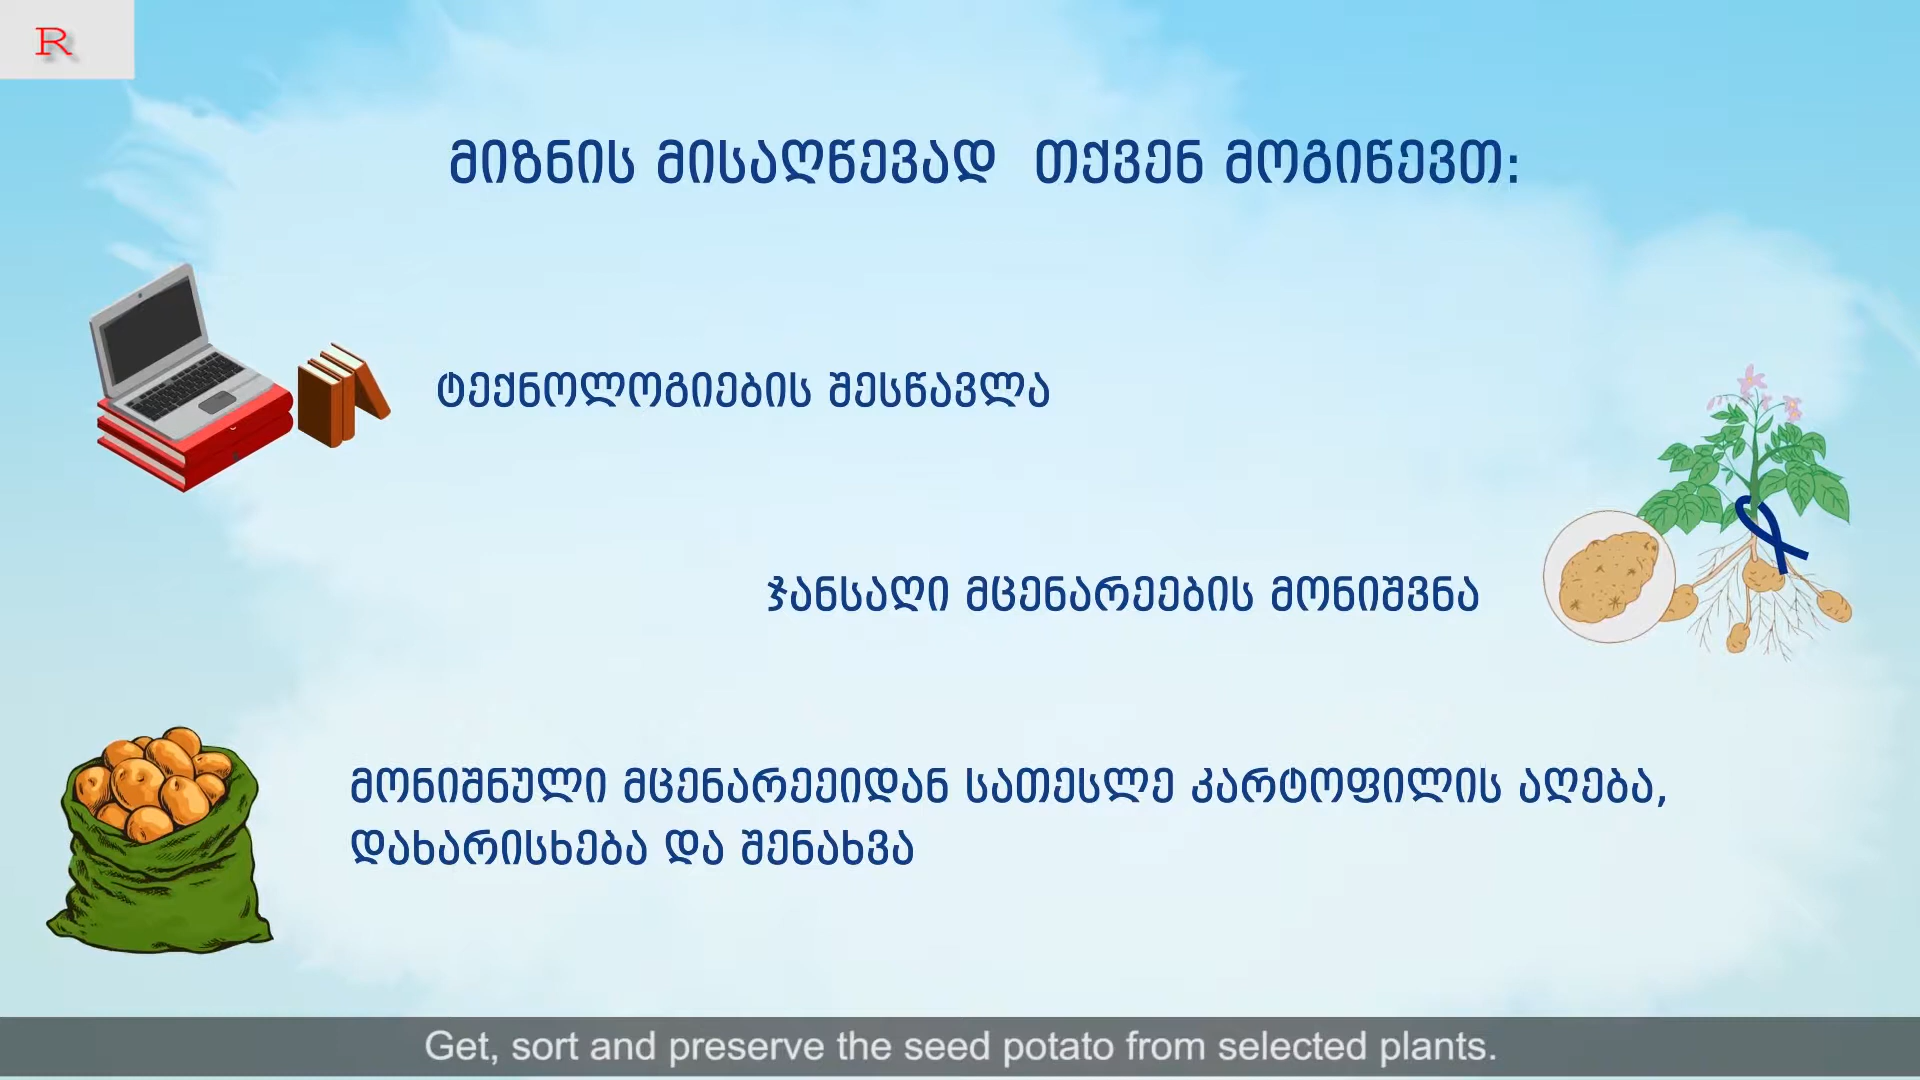 R
მიზნის მისაღწევად თქვენ მოგიწევთ:
ტექნოლოგიების შესწავლა
ჯანსაღი მცენარეების მონიშვნა
მონიშნული მცენარეეიდან სათესლე კარტოფილის აღება,
დახარისხება და შენახვა
Get, sort and preserve the seed potato from selected plants.